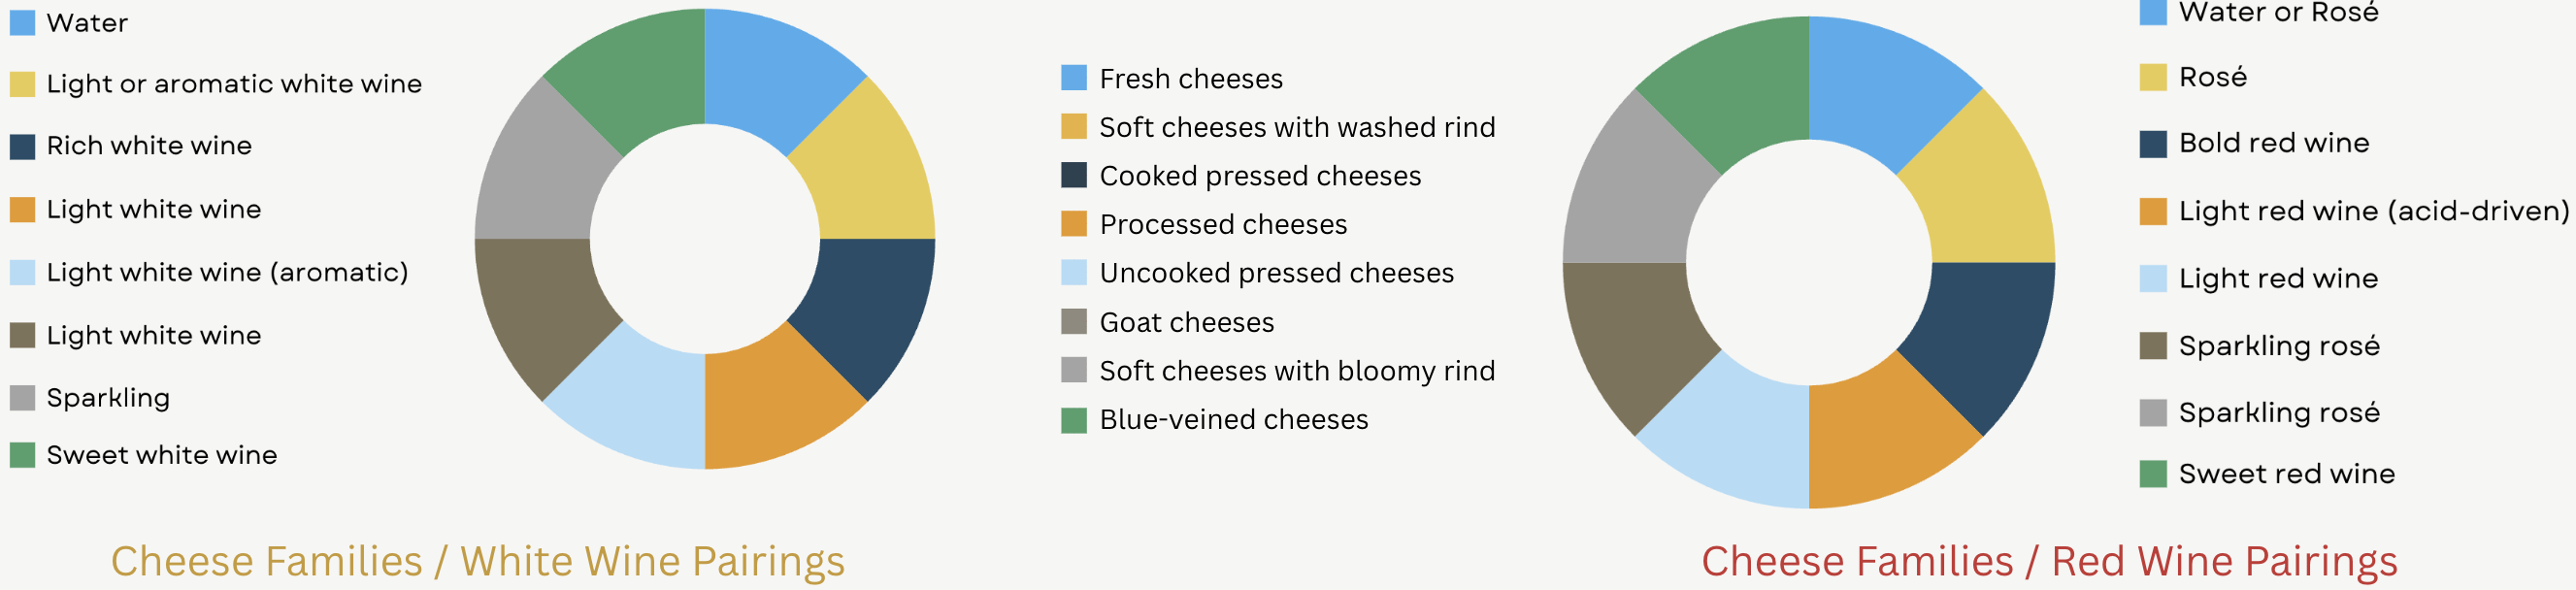 Water
Light or aromatic white wine
Rich white wine
Light white wine
Light white wine (aromatic)
Light white wine
Sparkling
Sweet white wine
Cheese Families / White Wine Pairings
Fresh cheeses
Soft cheeses with washed rind
Cooked pressed cheeses
Processed cheeses
Uncooked pressed cheeses
Goat cheeses
Soft cheeses with bloomy rind
Blue-veined cheeses
Water or Rosé
Rosé
Bold red wine
Light red wine (acid-driven)
Light red wine
Sparkling rosé
Sparkling rosé
Sweet red wine
Cheese Families / Red Wine Pairings